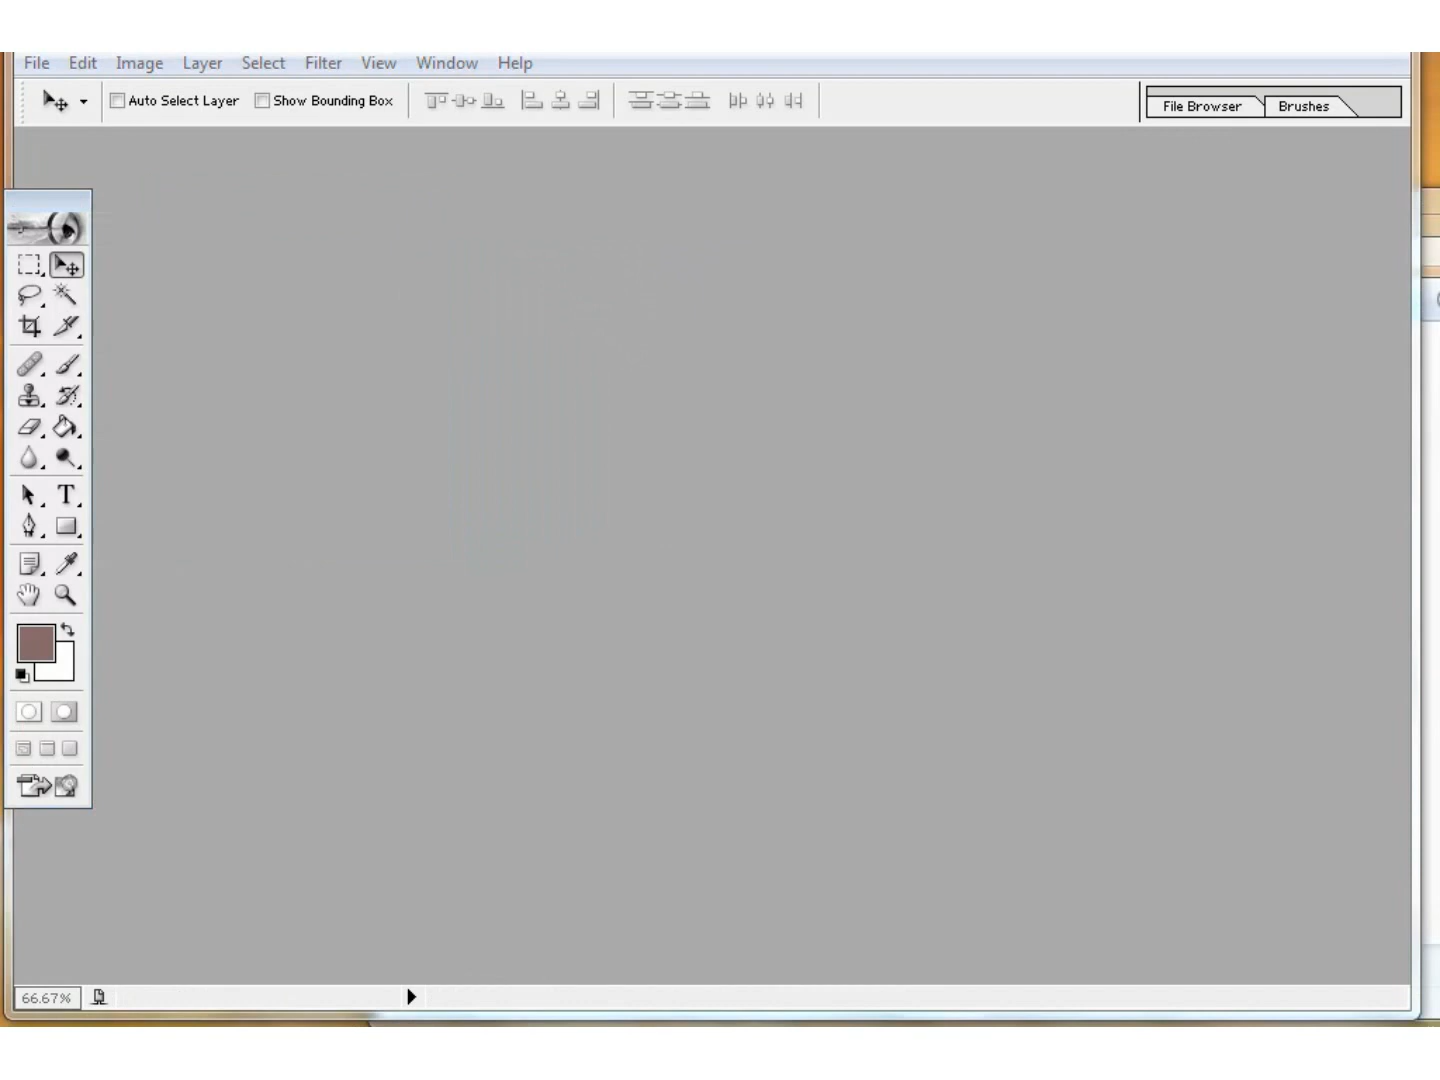 File Edit Image Layer Select Filter View Window Help
Auto Select Layer Show Bounding Box File Browser Brushes
T
66.67%